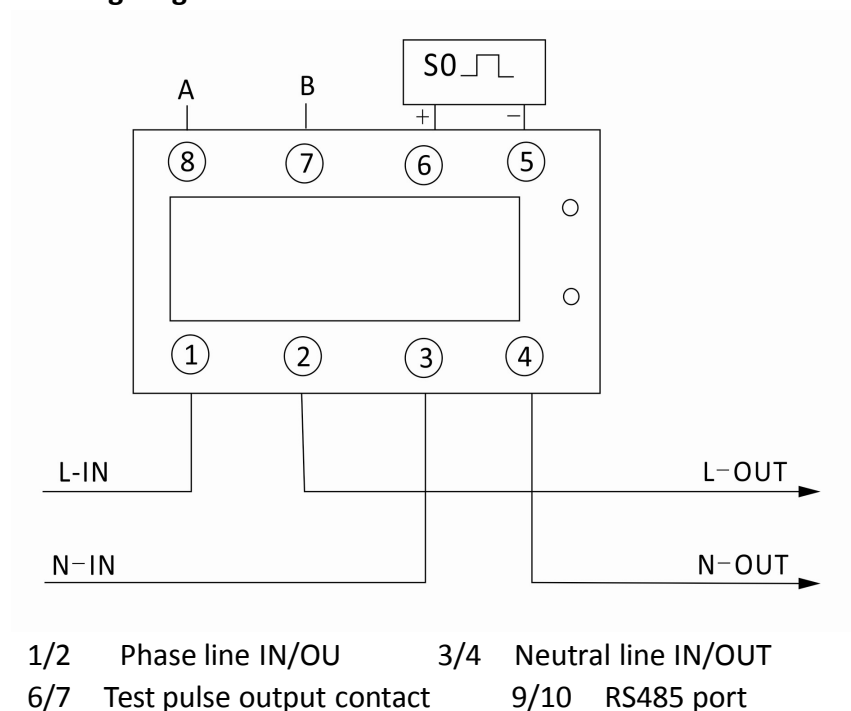 S0
A B
+ −
8 7 6 5
1 2 3 4
L-IN L−OUT
N−IN N−OUT
1/2 Phase line IN/OU 3/4 Neutral line IN/OUT
6/7 Test pulse output contact 9/10 RS485 port